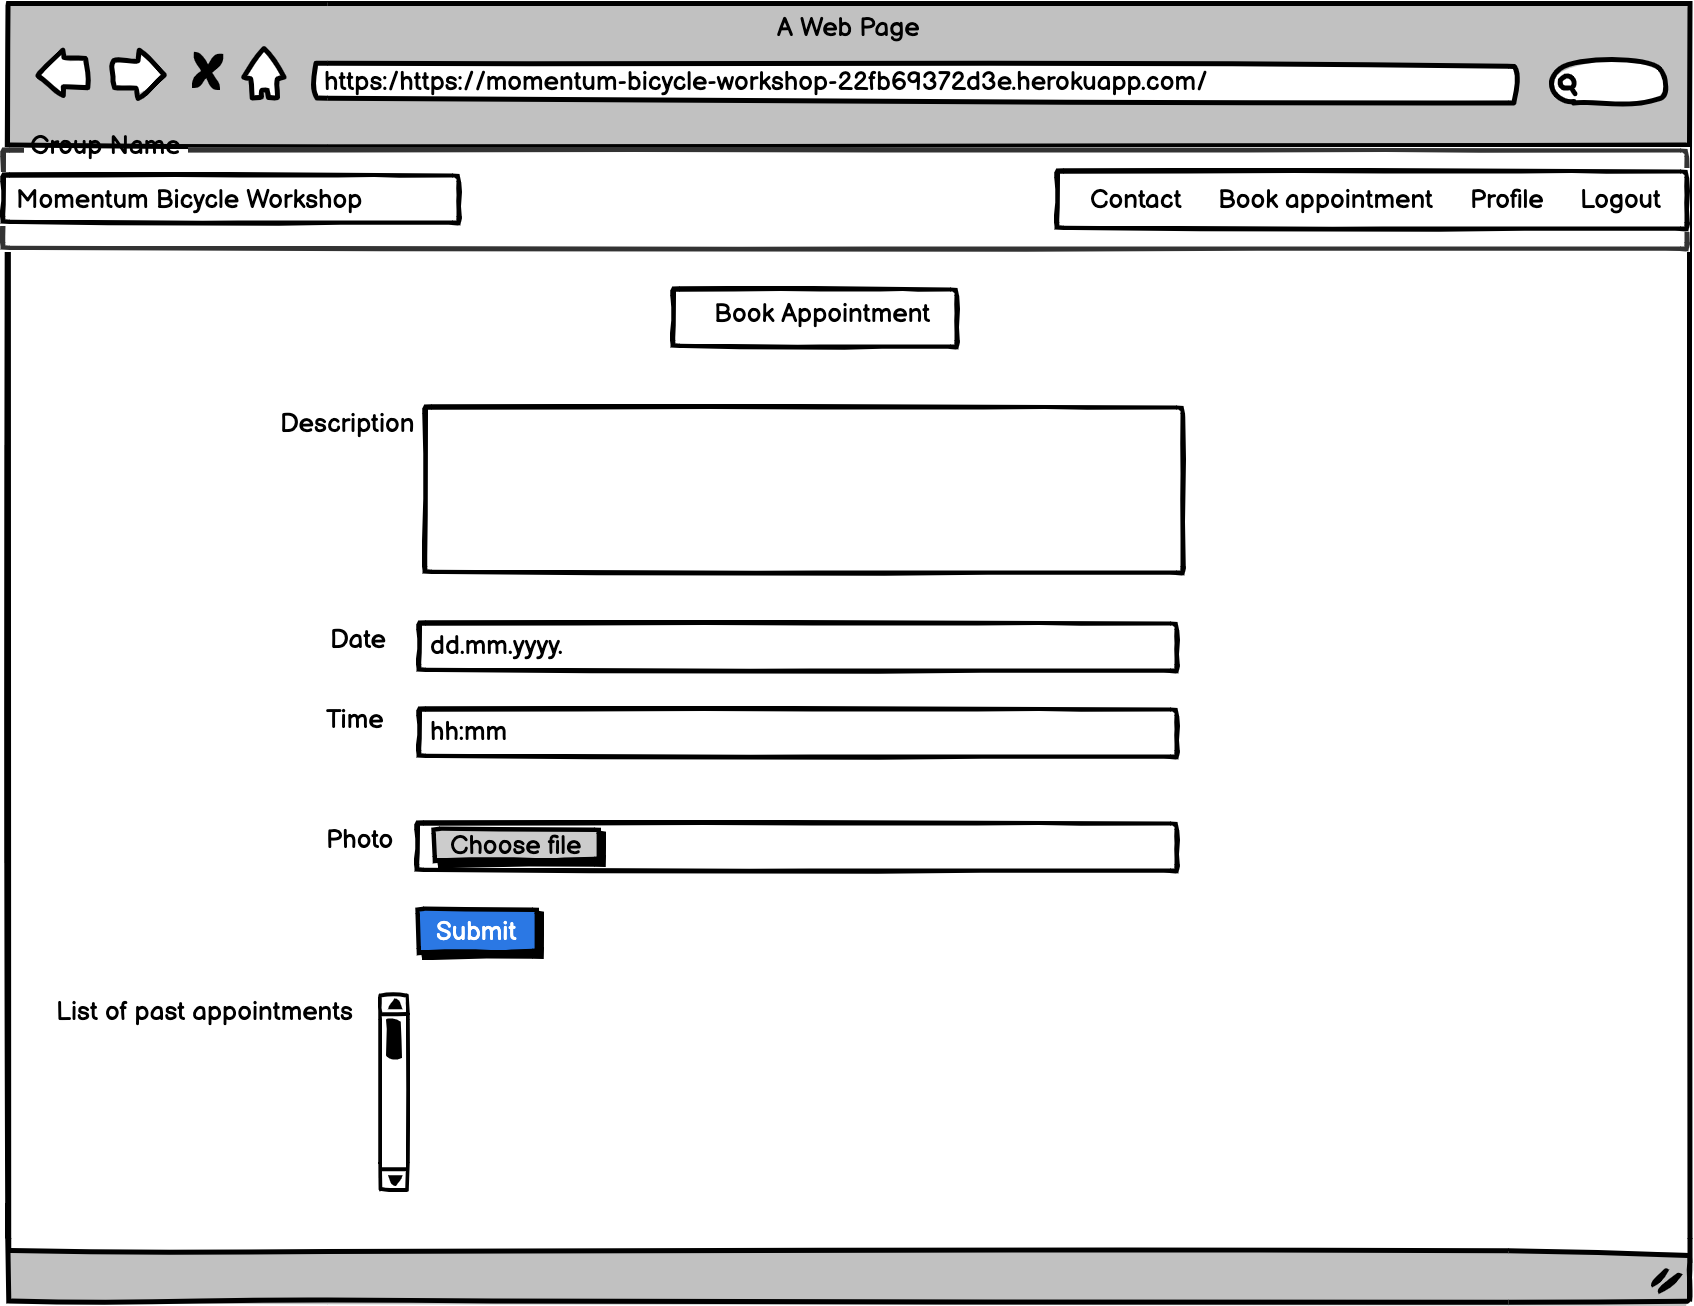 A Web Page
https:/https://momentum-bicycle-workshop-22fb69372d3e.herokuapp.com/
Group Name
Momentum Bicycle Workshop
Contact Book appointment Profile Logout
Book Appointment
Description
Date dd.mm.yyyy.
Time hh:mm
Photo Choose file
Submit
List of past appointments